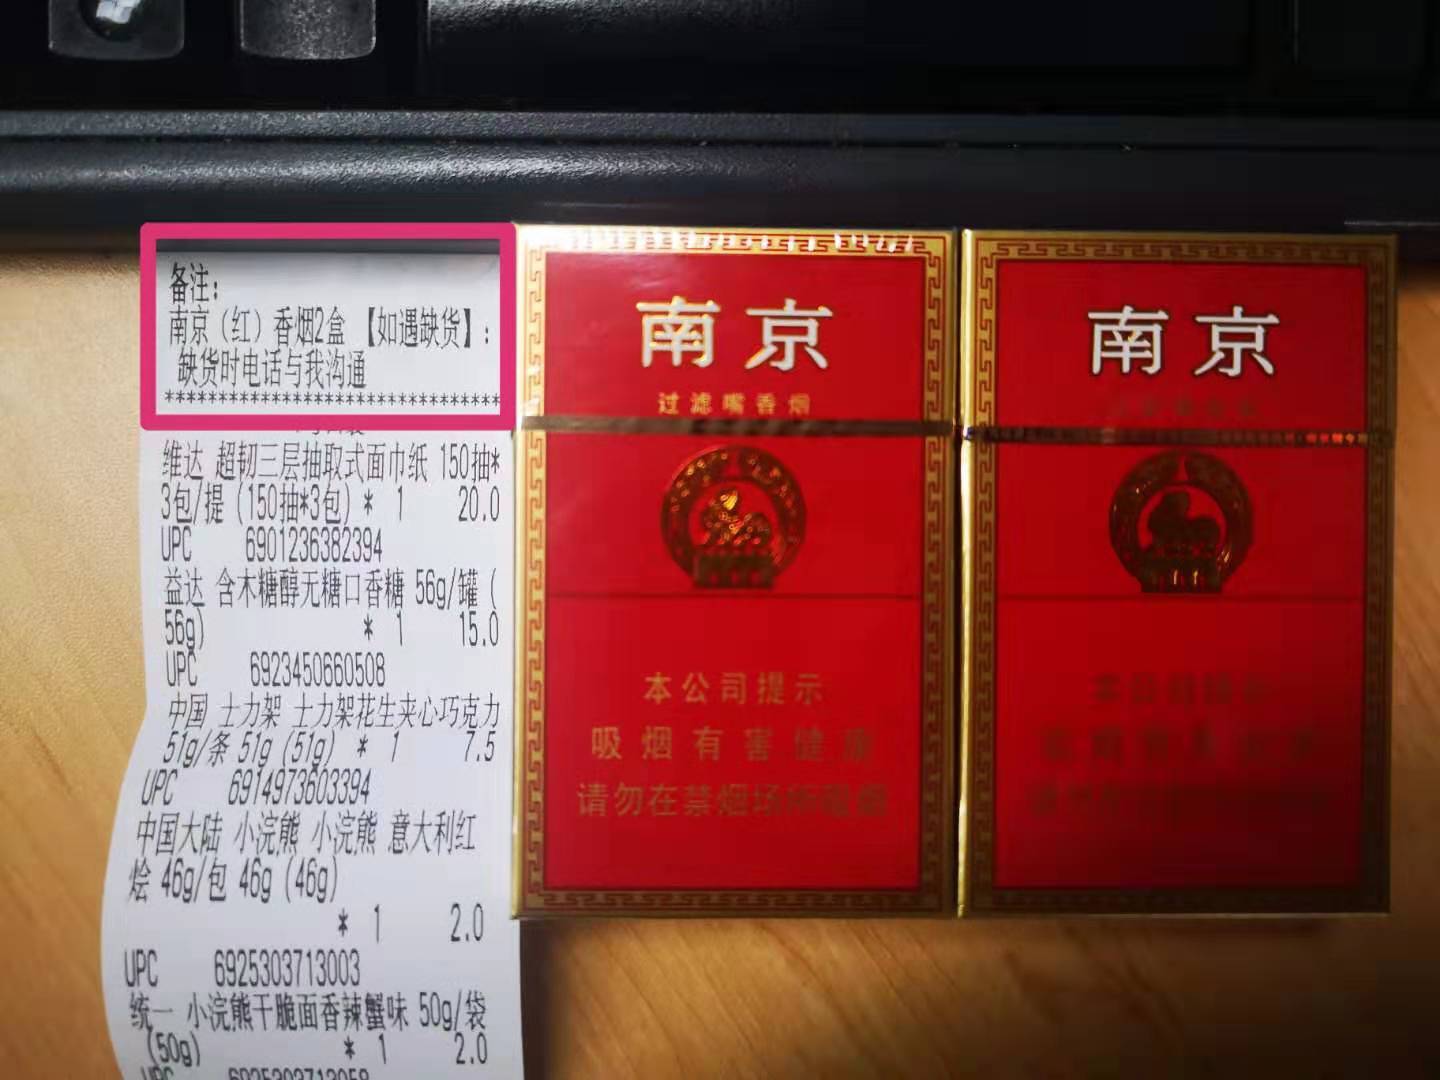 备注：
南京（红）香烟2盒 【如遇缺货】：
缺货时电话与我沟通
******************************
维达 超韧三层抽取式面巾纸 150抽*
3包/提 (150抽*3包) * 1 20.0
UPC 6901236382394
益达 含木糖醇无糖口香糖 56g/罐 (
56g) * 1 15.0
UPC 6923450660508
中国 士力架 士力架花生夹心巧克力
51g/条 51g (51g) * 1 7.5
UPC 6914973603394
中国大陆 小浣熊 小浣熊 意大利红
烩 46g/包 46g (46g)
* 1 2.0
UPC 6925303713003
统一 小浣熊干脆面香辣蟹味 50g/袋
(50g) * 1 2.0
UPC 6925303713058
南京
过滤嘴香烟
本公司提示
吸烟有害健康
请勿在禁烟场所吸烟
南京